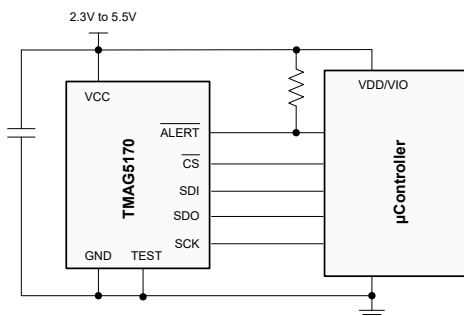 2.3V to 5.5V
VCC
VDD/VIO
ALERT
TMAG5170
CS
µController
SDI
SDO
SCK
GND TEST